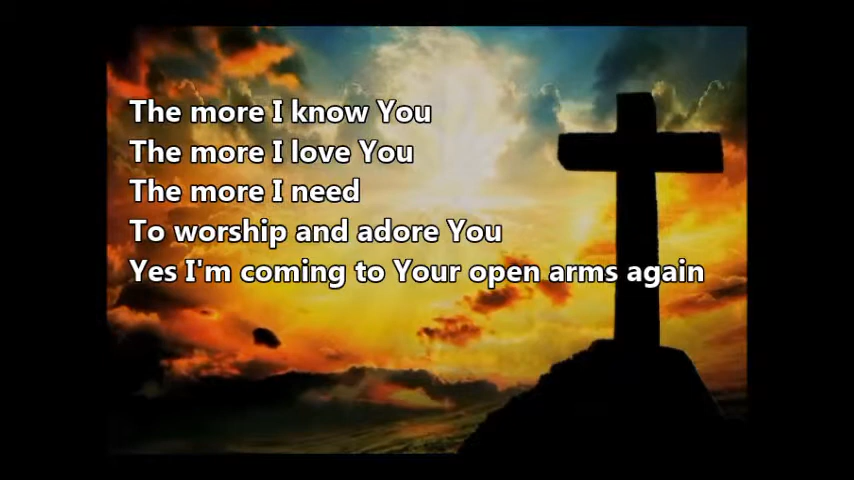 The more I know You
The more I love You
The more I need
To worship and adore You
Yes I'm coming to Your open arms again